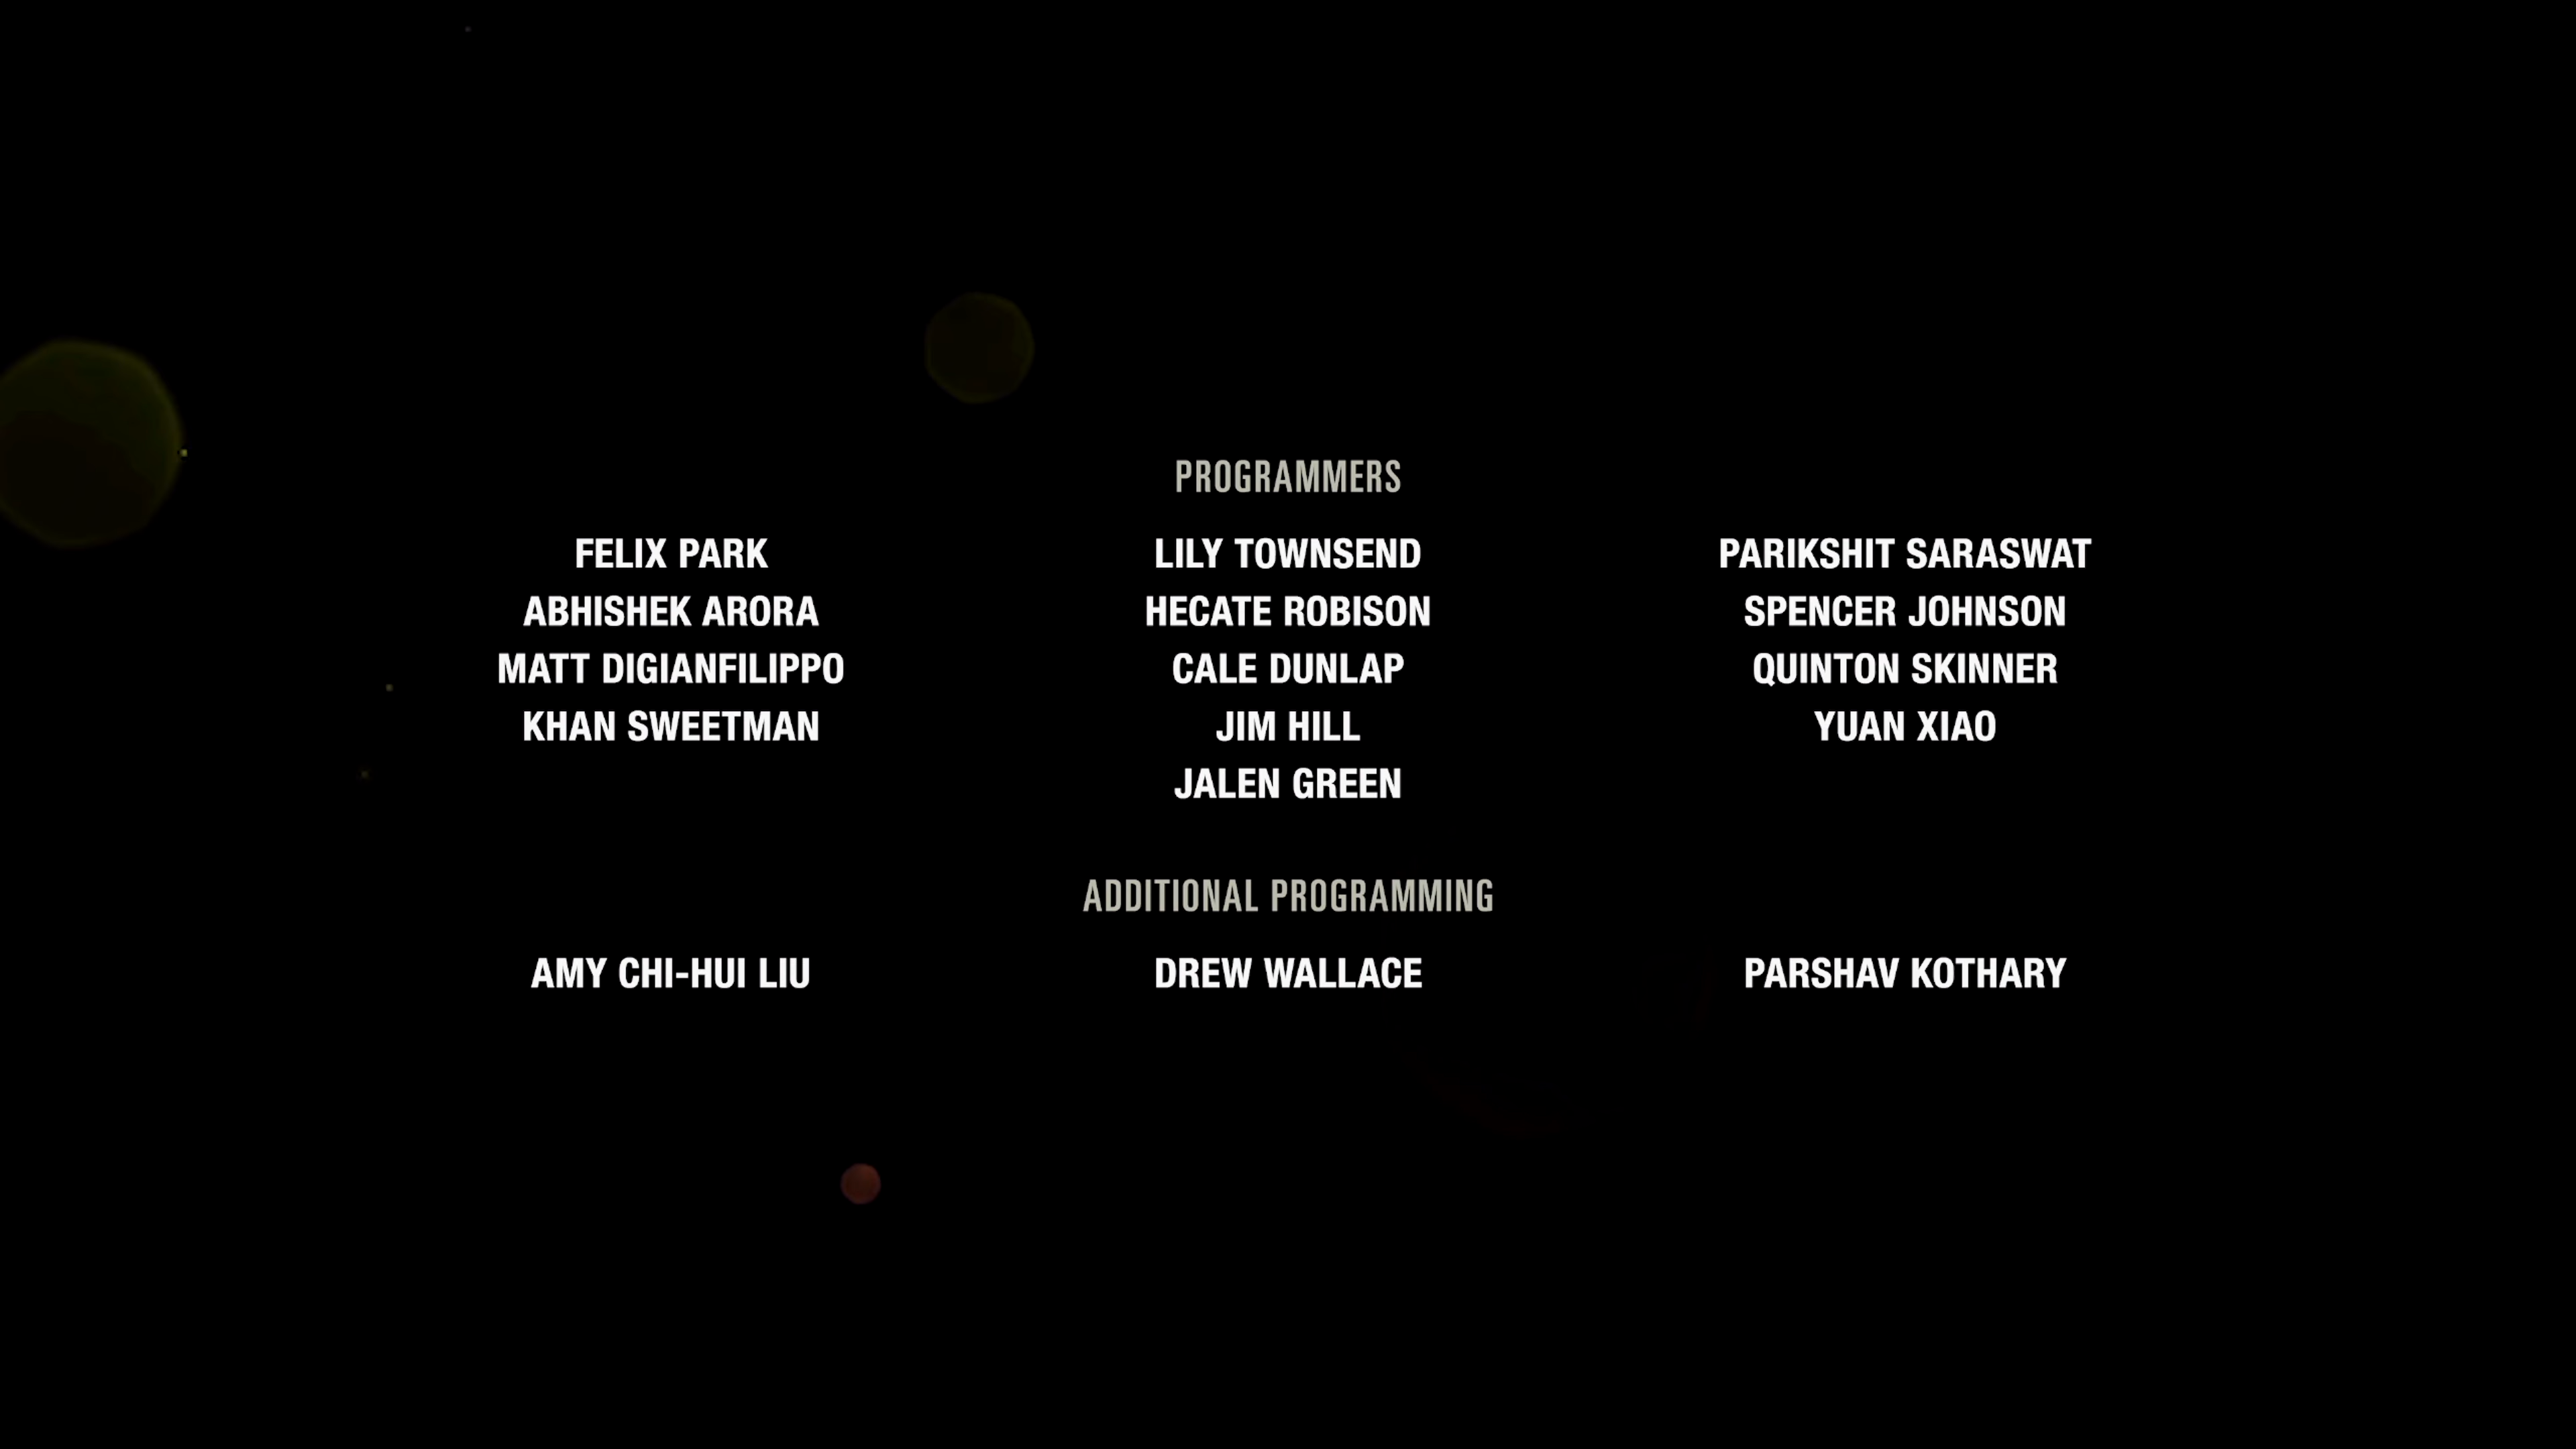 PROGRAMMERS
FELIX PARK LILY TOWNSEND PARIKSHIT SARASWAT
ABHISHEK ARORA HECATE ROBISON SPENCER JOHNSON
MATT DIGIANFILIPPO CALE DUNLAP QUINTON SKINNER
KHAN SWEETMAN JIM HILL YUAN XIAO
JALEN GREEN
ADDITIONAL PROGRAMMING
AMY CHI-HUI LIU DREW WALLACE PARSHAV KOTHARY